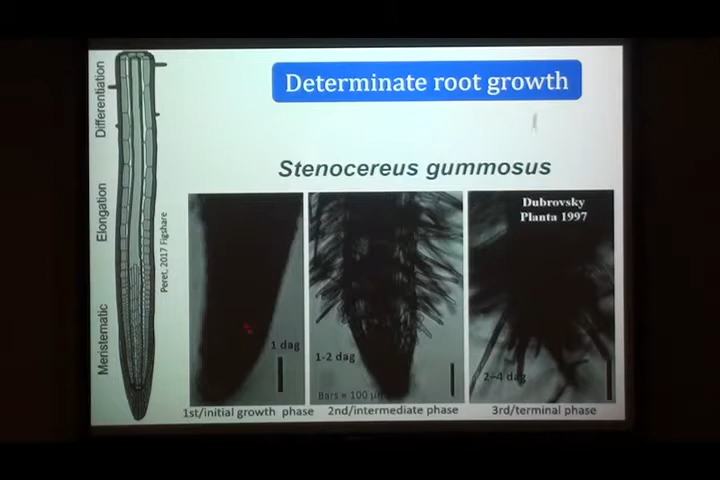 Determinate root growth
Stenocereus gummosus
Differentiation
Elongation
Meristematic
Peret, 2017 Figshare
Dubrovsky
Planta 1997
1 dag
1-2 dag
2-4 dag
Bars = 100 µm
1st/initial growth phase
2nd/intermediate phase
3rd/terminal phase